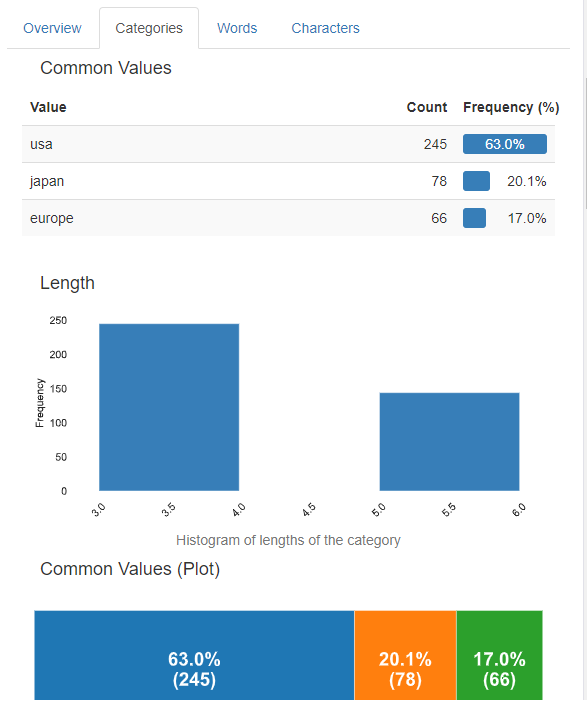 Overview Categories Words Characters
Common Values
Value Count Frequency (%)
usa 245 63.0%
japan 78 20.1%
europe 66 17.0%
Length
250
200
150
100
50
0
Frequency
3.0 3.5 4.0 4.5 5.0 5.5 6.0
Histogram of lengths of the category
Common Values (Plot)
63.0% 20.1% 17.0%
(245) (78) (66)